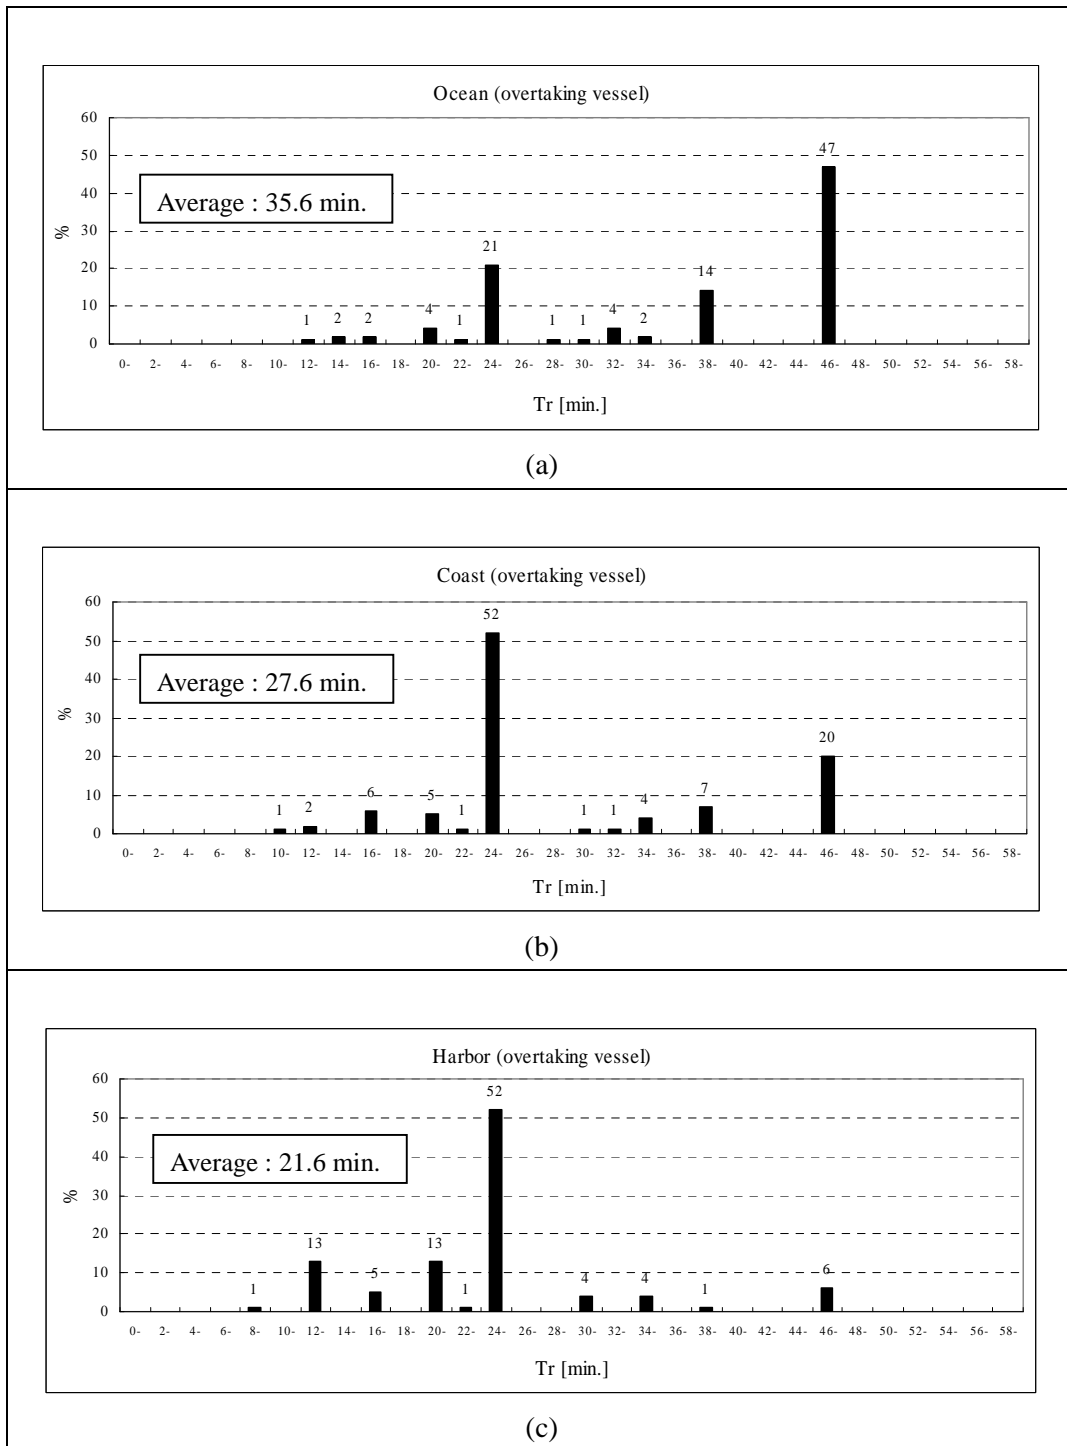 Ocean (overtaking vessel)
60
50
40
30
20
10
0
%
Average : 35.6 min.
1 2 2 4 1 21 1 1 4 2 14 47
0- 2- 4- 6- 8- 10- 12- 14- 16- 18- 20- 22- 24- 26- 28- 30- 32- 34- 36- 38- 40- 42- 44- 46- 48- 50- 52- 54- 56- 58-
Tr [min.]
(a)
Coast (overtaking vessel)
60
50
40
30
20
10
0
%
Average : 27.6 min.
1 2 6 5 1 52 1 1 4 7 20
0- 2- 4- 6- 8- 10- 12- 14- 16- 18- 20- 22- 24- 26- 28- 30- 32- 34- 36- 38- 40- 42- 44- 46- 48- 50- 52- 54- 56- 58-
Tr [min.]
(b)
Harbor (overtaking vessel)
60
50
40
30
20
10
0
%
Average : 21.6 min.
1 13 5 13 1 52 4 4 1 6
0- 2- 4- 6- 8- 10- 12- 14- 16- 18- 20- 22- 24- 26- 28- 30- 32- 34- 36- 38- 40- 42- 44- 46- 48- 50- 52- 54- 56- 58-
Tr [min.]
(c)